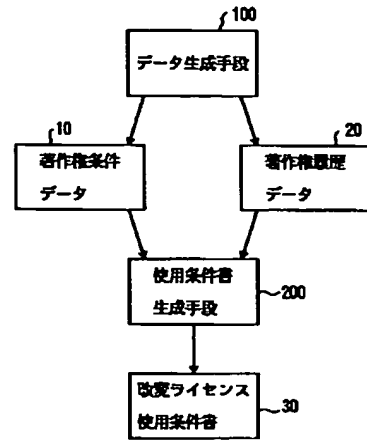 100
データ生成手段
10
著作権条件
データ
20
著作権履歴
データ
使用条件書
生成手段
200
改変ライセンス
使用条件書
30